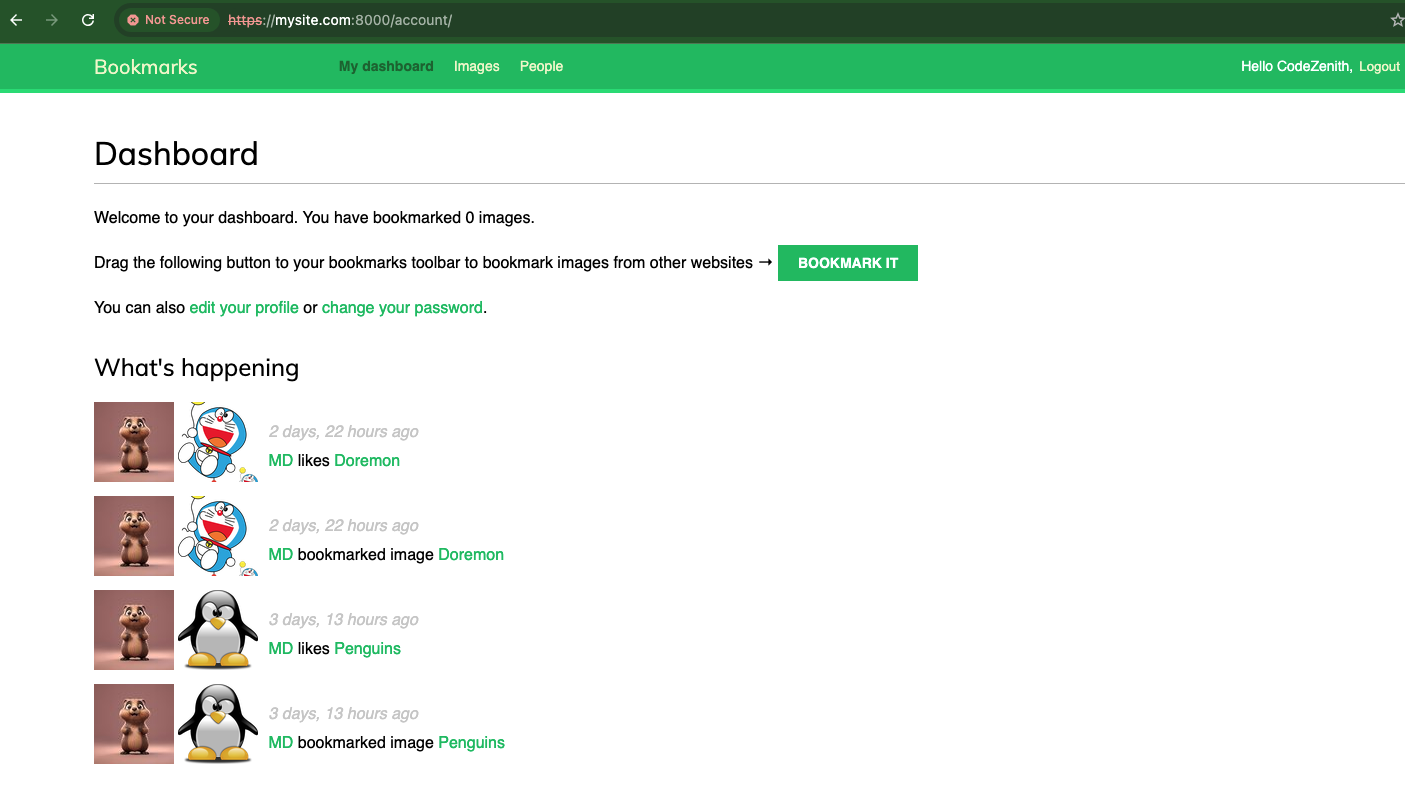 Not Secure https://mysite.com:8000/account/
Bookmarks My dashboard Images People Hello CodeZenith, Logout
Dashboard
Welcome to your dashboard. You have bookmarked 0 images.
Drag the following button to your bookmarks toolbar to bookmark images from other websites → BOOKMARK IT
You can also edit your profile or change your password.
What's happening
2 days, 22 hours ago
MD likes Doremon
2 days, 22 hours ago
MD bookmarked image Doremon
3 days, 13 hours ago
MD likes Penguins
3 days, 13 hours ago
MD bookmarked image Penguins